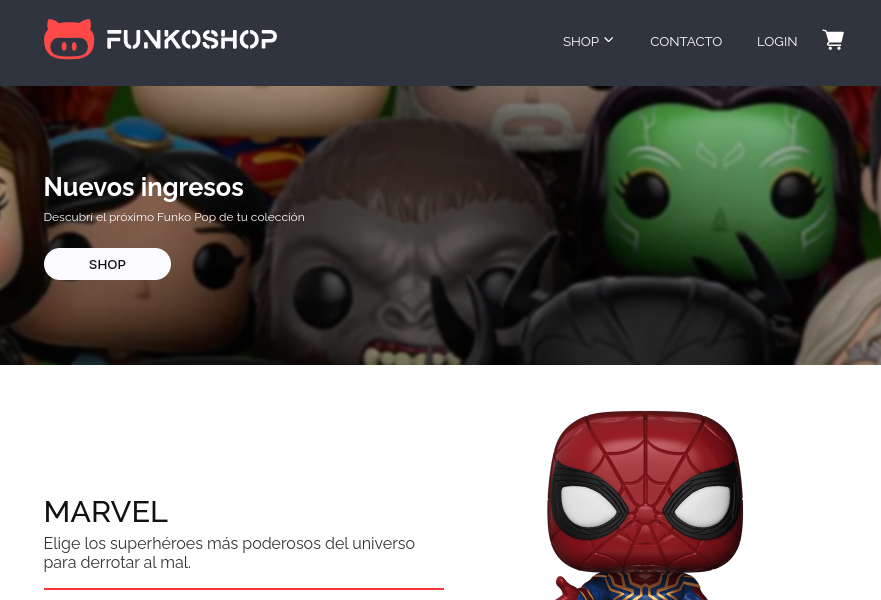 FUNKOSHOP
SHOP
CONTACTO
LOGIN
Nuevos ingresos
Descubrí el próximo Funko Pop de tu colección
SHOP
MARVEL
Elige los superhéroes más poderosos del universo
para derrotar al mal.